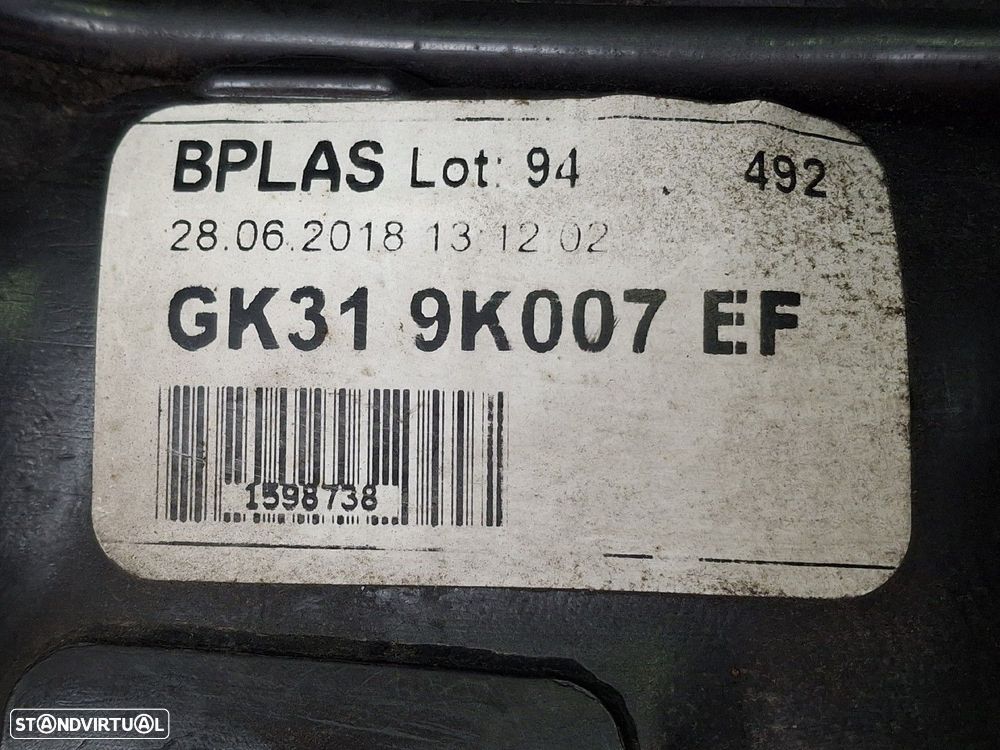 BPLAS Lot: 94 492
28.06.2018 13:12:02
GK31 9K007 EF
1598738
STANDVIRTUAL